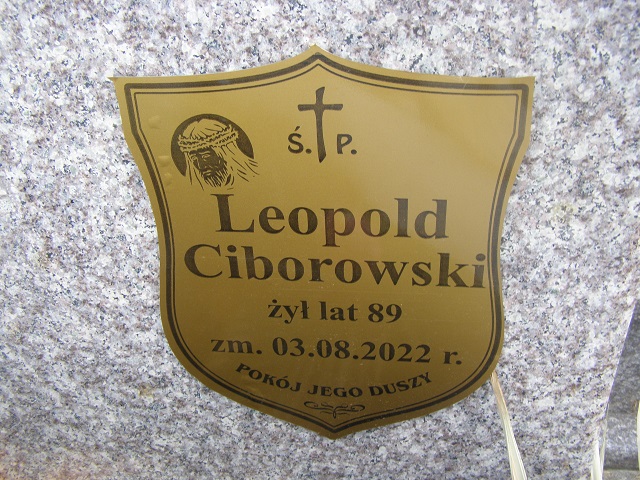 Ś. P.
Leopold
Ciborowski
żył lat 89
zm. 03.08.2022 r.
POKÓJ JEGO DUSZY